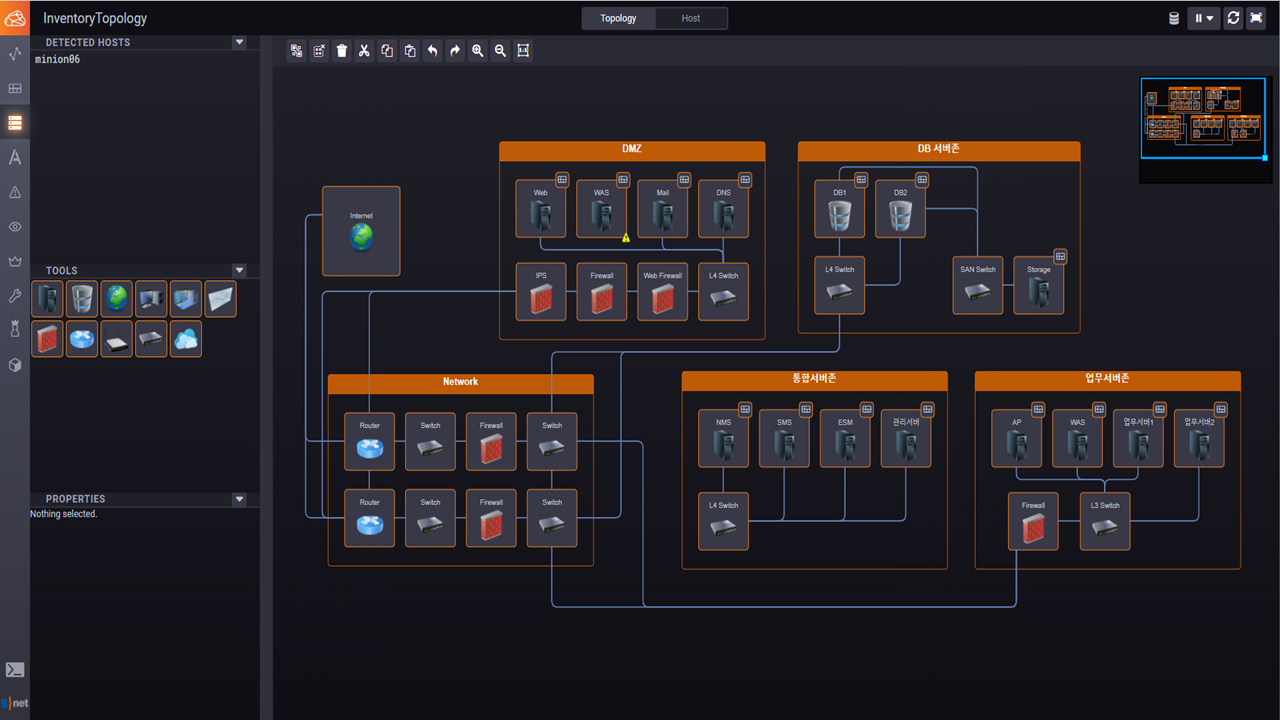 InventoryTopology
Topology
Host
DETECTED HOSTS
minion06
TOOLS
PROPERTIES
Nothing selected.
DMZ
Web
WAS
Mail
DNS
IPS
Firewall
Web Firewall
L4 Switch
DB 서버존
DB1
DB2
L4 Switch
SAN Switch
Storage
Internet
Network
Router
Switch
Firewall
Switch
Router
Switch
Firewall
Switch
통합서버존
NMS
SMS
ESM
관리서버
L4 Switch
업무서버존
AP
WAS
업무서버1
업무서버2
Firewall
L3 Switch
net